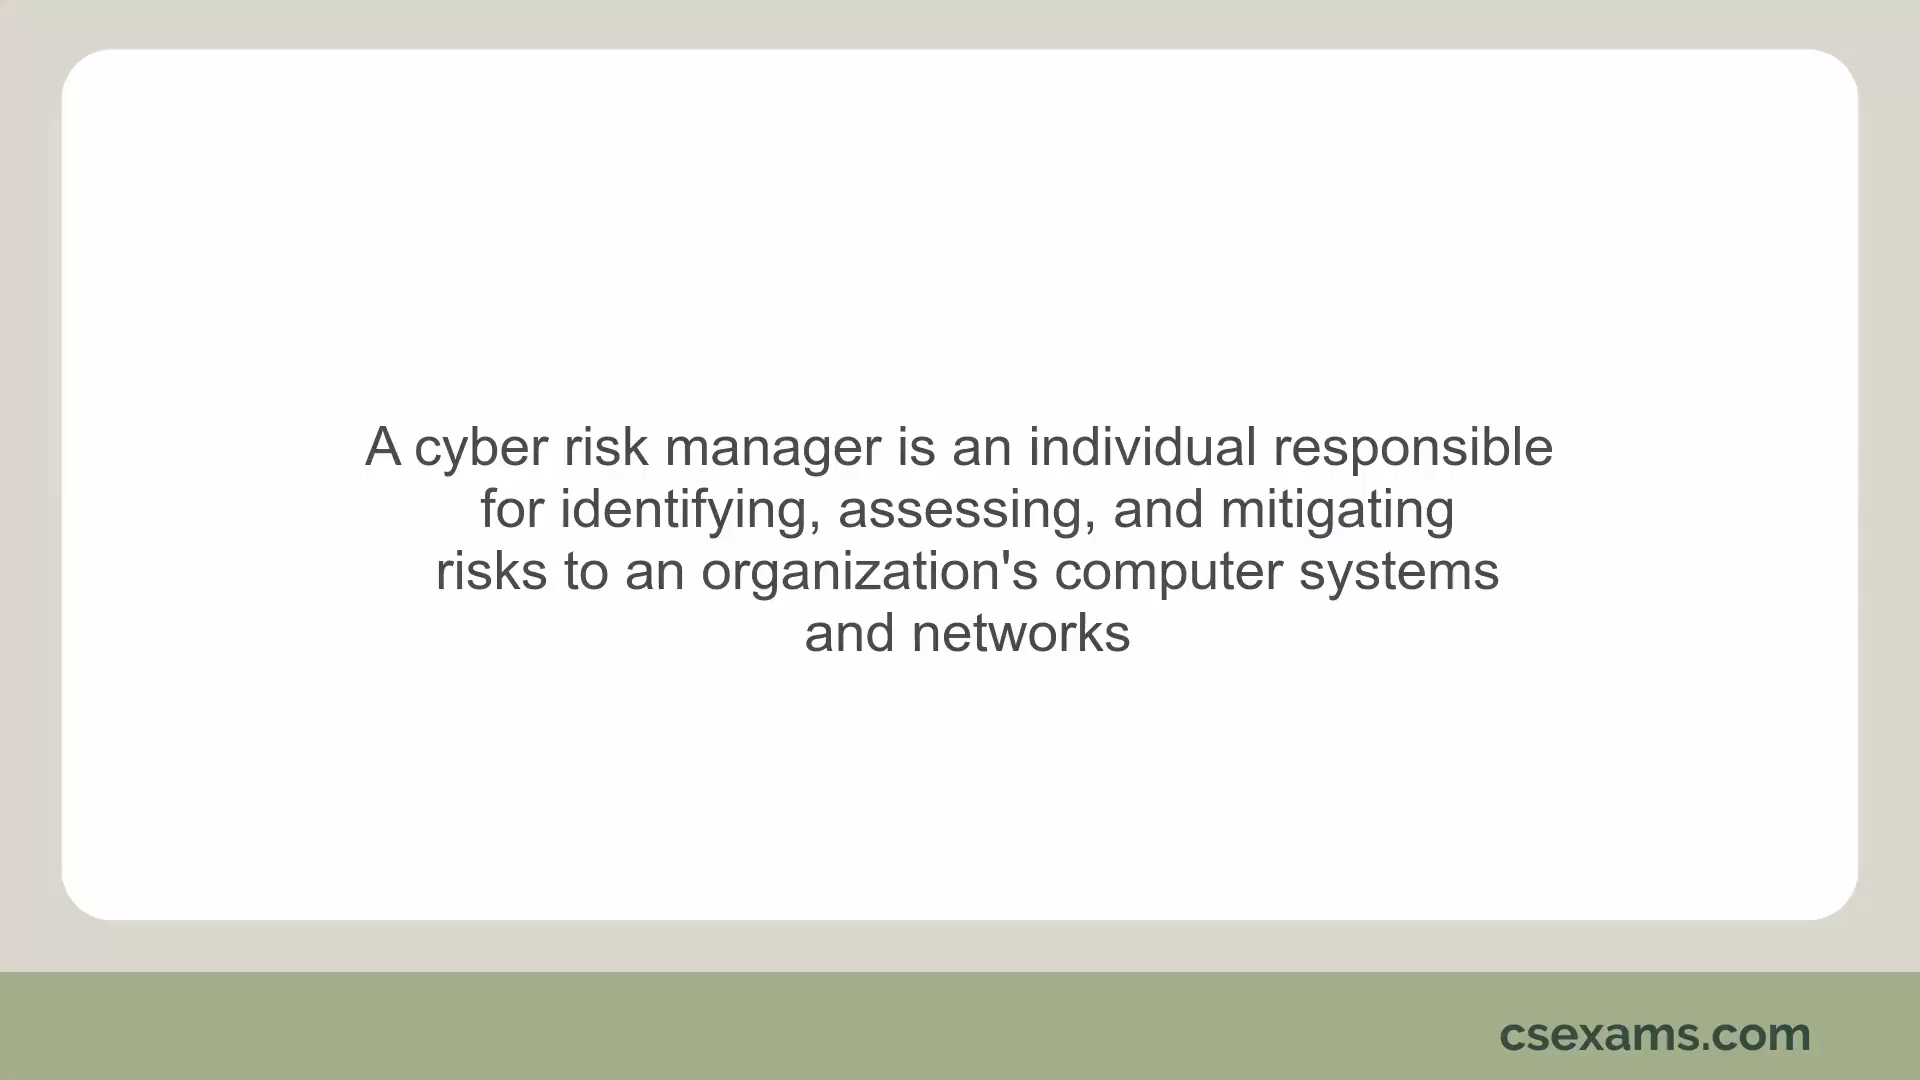 A cyber risk manager is an individual responsible
for identifying, assessing, and mitigating
risks to an organization's computer systems
and networks
csexams.com